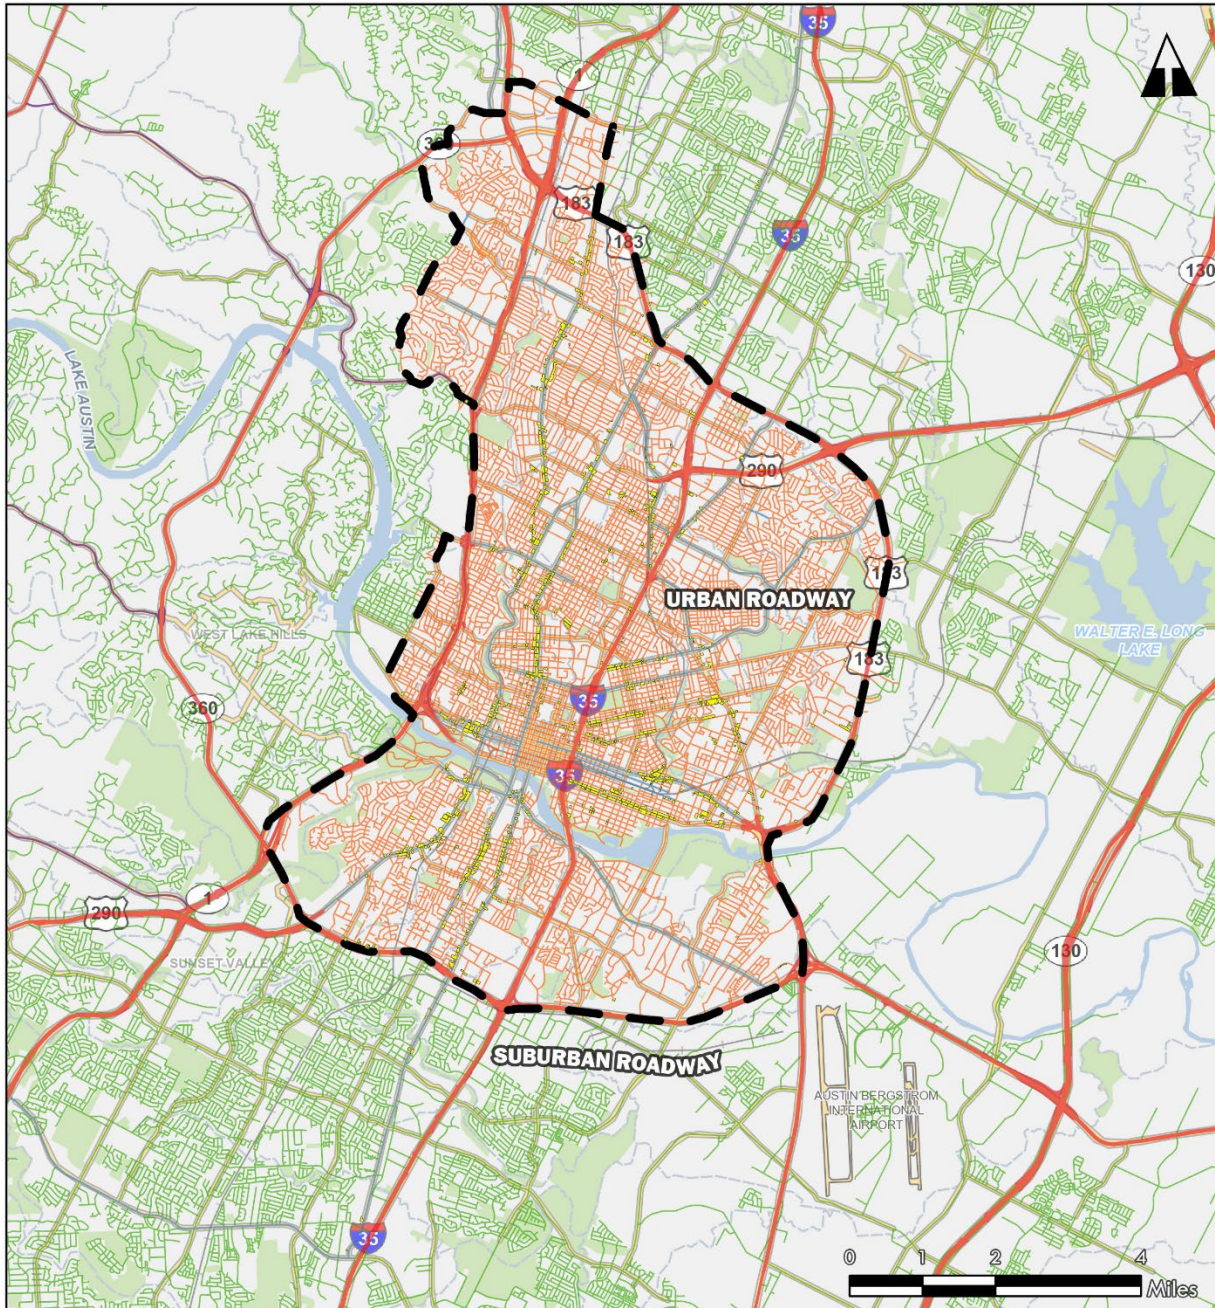 35
1
360
183
183
35
130
LAKE AUSTIN
290
183
URBAN ROADWAY
WEST LAKE HILLS
WALTER E. LONG
LAKE
183
35
360
35
1
290
130
SUNSET VALLEY
SUBURBAN ROADWAY
AUSTIN BERGSTROM
INTERNATIONAL
AIRPORT
35
0 1 2 4
Miles